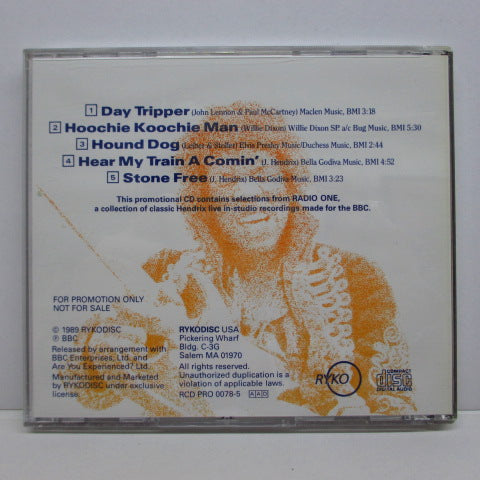 1 Day Tripper (John Lennon & Paul McCartney) Maclen Music, BMI 3:18
2 Hoochie Koochie Man (Willie Dixon) Willie Dixon SP. a/c Bug Music, BMI 5:30
3 Hound Dog (Leiber & Stoller) Elvis Presley Music/Duchess Music, BMI 2:44
4 Hear My Train A Comin' (J. Hendrix) Bella Godiva Music, BMI 4:52
5 Stone Free (J. Hendrix) Bella Godiva Music, BMI 3:23
This promotional CD contains selections from RADIO ONE,
a collection of classic Hendrix live in-studio recordings made for the BBC.
FOR PROMOTION ONLY
NOT FOR SALE
© 1989 RYKODISC
℗ BBC
Released by arrangement with
BBC Enterprises, Ltd. and
Are You Experienced? Ltd.
Manufactured and Marketed
by RYKODISC under exclusive
license.
RYKODISC USA
Pickering Wharf
Bldg. C-3G
Salem MA 01970
All rights reserved.
Unauthorized duplication is a
violation of applicable laws.
RCD PRO 0078-5 AAD
RYKO
COMPACT
disc
DIGITAL AUDIO